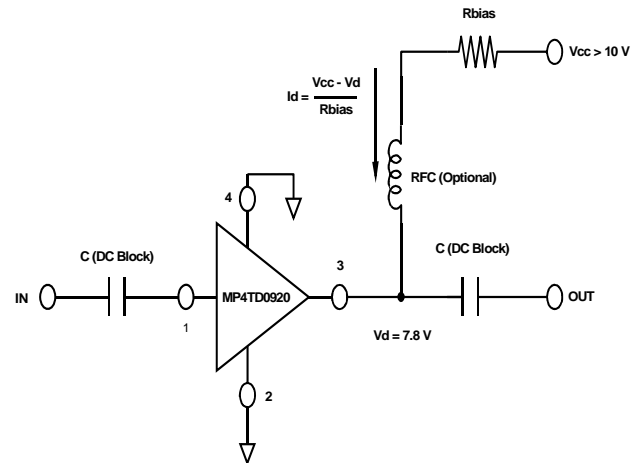 Rbias
Vcc > 10 V
Vcc - Vd
Id =
Rbias
RFC (Optional)
4
C (DC Block)
3
C (DC Block)
IN
MP4TD0920
OUT
1
Vd = 7.8 V
2